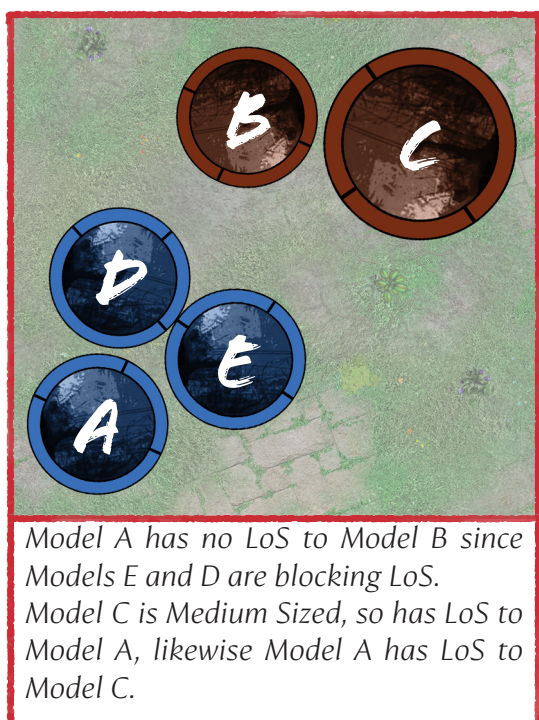 B
C
D
E
A
Model A has no LoS to Model B since
Models E and D are blocking LoS.
Model C is Medium Sized, so has LoS to
Model A, likewise Model A has LoS to
Model C.